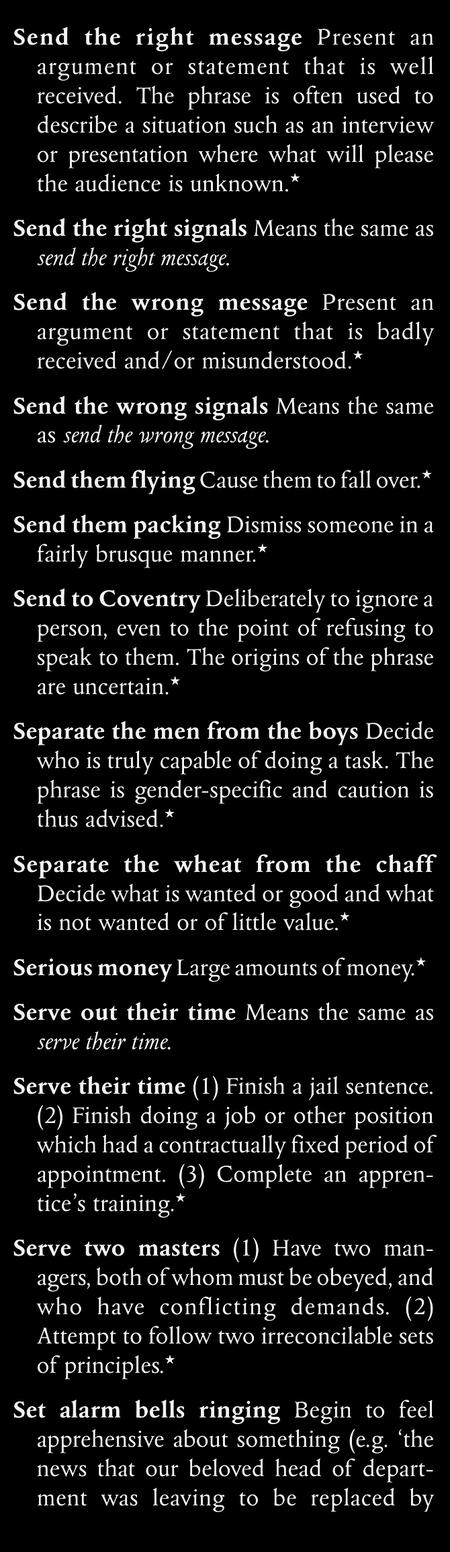 Send the right message Present an
argument or statement that is well
received. The phrase is often used to
describe a situation such as an interview
or presentation where what will please
the audience is unknown.★
Send the right signals Means the same as
send the right message.
Send the wrong message Present an
argument or statement that is badly
received and/or misunderstood.★
Send the wrong signals Means the same
as send the wrong message.
Send them flying Cause them to fall over.★
Send them packing Dismiss someone in a
fairly brusque manner.★
Send to Coventry Deliberately to ignore a
person, even to the point of refusing to
speak to them. The origins of the phrase
are uncertain.★
Separate the men from the boys Decide
who is truly capable of doing a task. The
phrase is gender-specific and caution is
thus advised.★
Separate the wheat from the chaff
Decide what is wanted or good and what
is not wanted or of little value.★
Serious money Large amounts of money.★
Serve out their time Means the same as
serve their time.
Serve their time (1) Finish a jail sentence.
(2) Finish doing a job or other position
which had a contractually fixed period of
appointment. (3) Complete an appren-
tice’s training.★
Serve two masters (1) Have two man-
agers, both of whom must be obeyed, and
who have conflicting demands. (2)
Attempt to follow two irreconcilable sets
of principles.★
Set alarm bells ringing Begin to feel
apprehensive about something (e.g. ‘the
news that our beloved head of depart-
ment was leaving to be replaced by